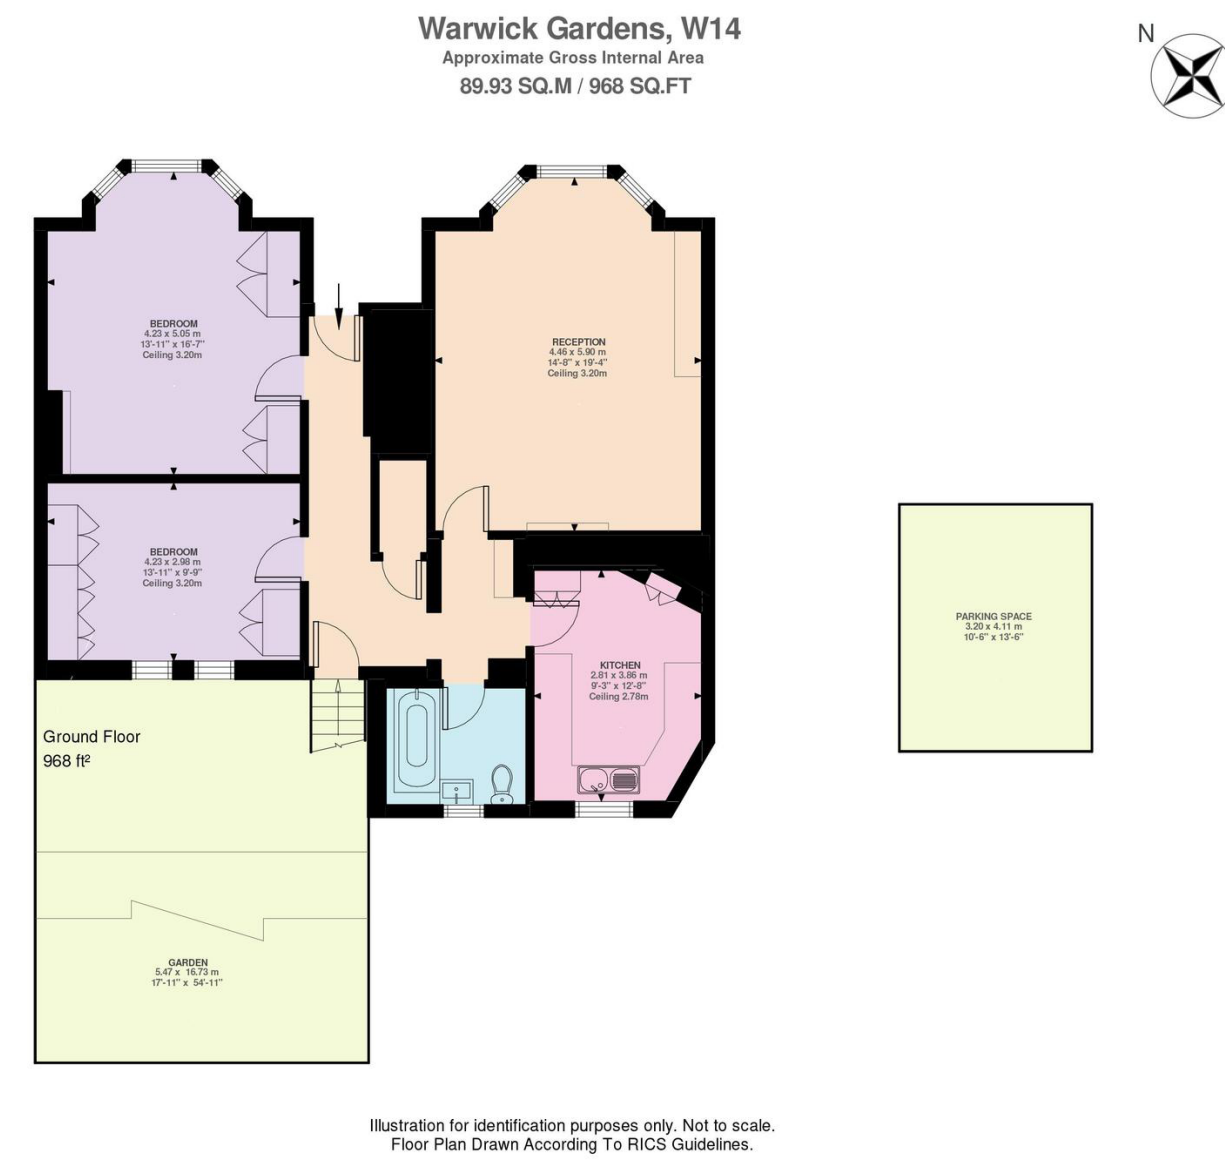 Warwick Gardens, W14
Approximate Gross Internal Area
89.93 SQ.M / 968 SQ.FT
N
BEDROOM
4.23 x 5.05 m
13'-11" x 16'-7"
Ceiling 3.20m
RECEPTION
4.46 x 5.90 m
14'-8" x 19'-4"
Ceiling 3.20m
BEDROOM
4.23 x 2.98 m
13'-11" x 9'-9"
Ceiling 3.20m
PARKING SPACE
3.20 x 4.11 m
10'-6" x 13'-6"
KITCHEN
2.81 x 3.86 m
9'-3" x 12'-8"
Ceiling 2.78m
Ground Floor
968 ft²
GARDEN
5.47 x 16.73 m
17'-11" x 54'-11"
Illustration for identification purposes only. Not to scale.
Floor Plan Drawn According To RICS Guidelines.